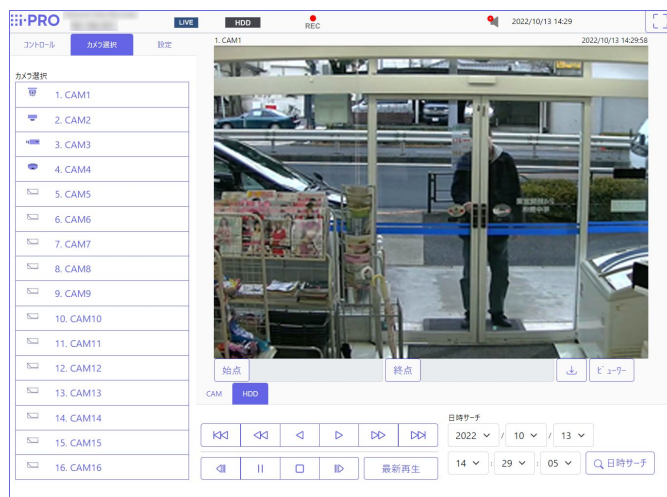 i-PRO
LIVE
HDD
REC
2022/10/13 14:29
コントロール
カメラ選択
設定
1. CAM1
2022/10/13 14:29:58
カメラ選択
1. CAM1
2. CAM2
3. CAM3
4. CAM4
5. CAM5
6. CAM6
7. CAM7
8. CAM8
9. CAM9
10. CAM10
11. CAM11
12. CAM12
13. CAM13
14. CAM14
15. CAM15
16. CAM16
始点
終点
ビューワー
CAM
HDD
最新再生
日時サーチ
2022 / 10 / 13
14 : 29 : 05
日時サーチ